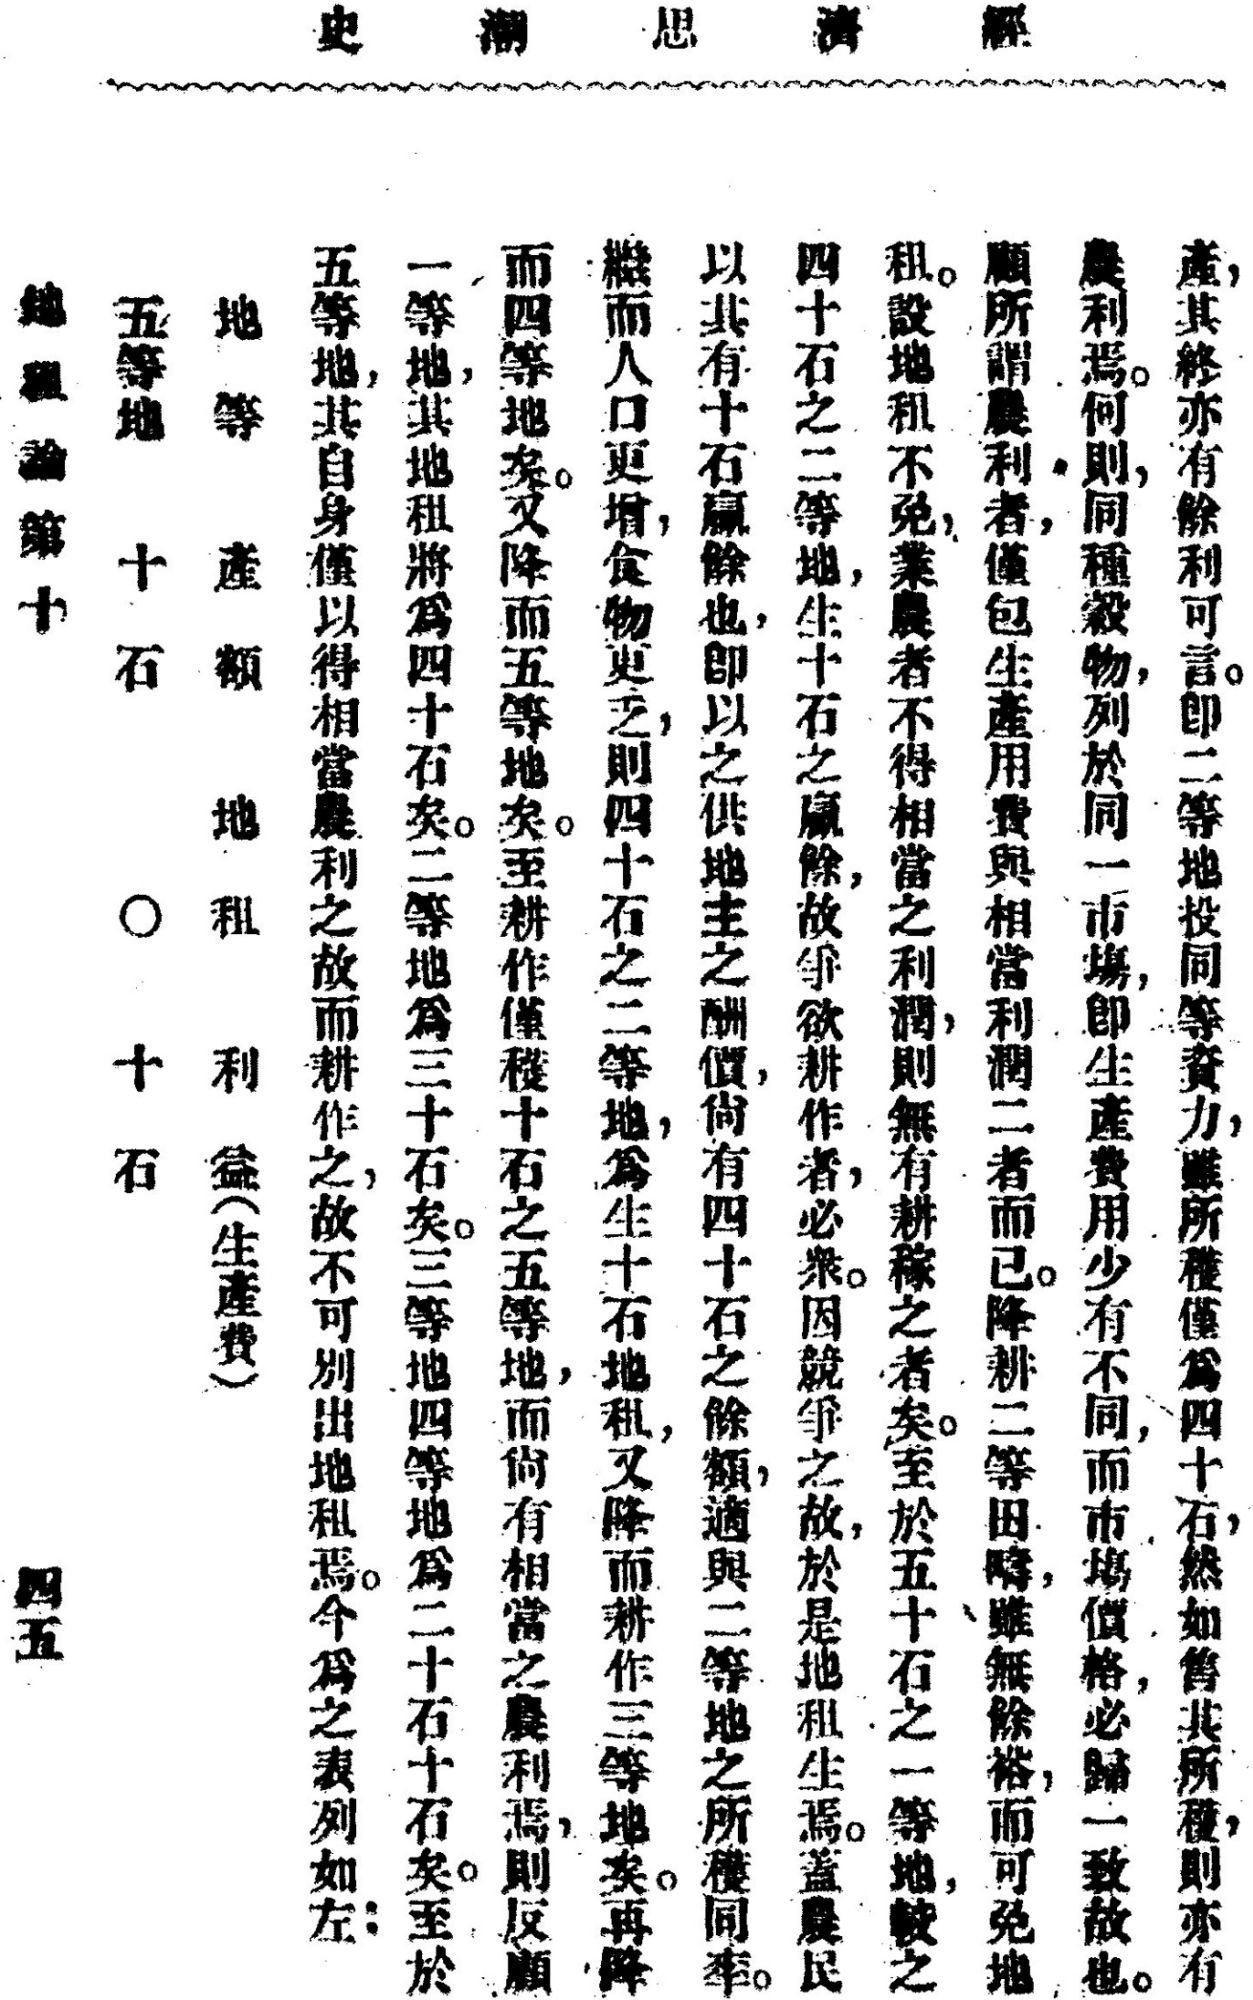 經濟思潮史
產，其終亦有餘利可言。卽二等地投同等資力，雖所穫僅爲四十石，然如售其所穫，則亦有
農利焉。何則，同種穀物，列於同一市塲，卽生產費用少有不同，而市塲價格，必歸一致故也。
顧所謂農利者，僅包生產用費與相當利潤二者而已。降耕二等田疇，雖無餘裕，而可免地
租。設地租不免，業農者不得相當之利潤，則無有耕稼之者矣。至於五十石之一等地，較之
四十石之二等地，生十石之贏餘，故爭欲耕作者，必衆。因競爭之故，於是地租生焉。蓋農民
以其有十石贏餘也，卽以之供地主之酬價，尙有四十石之餘額，適與二等地之所穫同率。
繼而人口更增，食物更乏，則四十石之二等地，爲生十石地租，又降而耕作三等地矣。再降
而四等地矣。又降而五等地矣。至耕作僅穫十石之五等地，而尙有相當之農利焉，則反顧
一等地，其地租將爲四十石矣。二等地爲三十石矣。三等地四等地爲二十石十石矣。至於
五等地，其自身僅以得相當農利之故而耕作之，故不可別出地租焉。今爲之表列如左：
地等　產額　地租　利益（生產費）
五等地　十石　〇　十石
地租論第十　四五